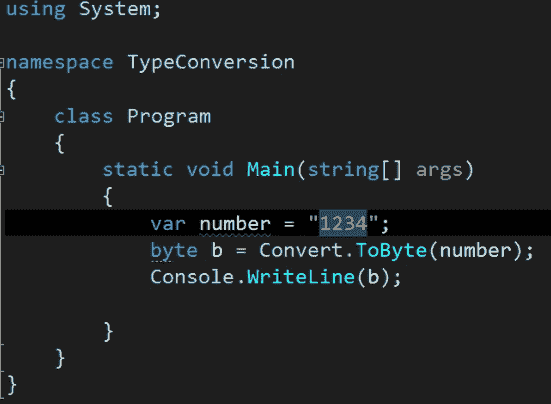 using System;
namespace TypeConversion
{
class Program
{
static void Main(string[] args)
{
var number = "1234";
byte b = Convert.ToByte(number);
Console.WriteLine(b);
}
}
}